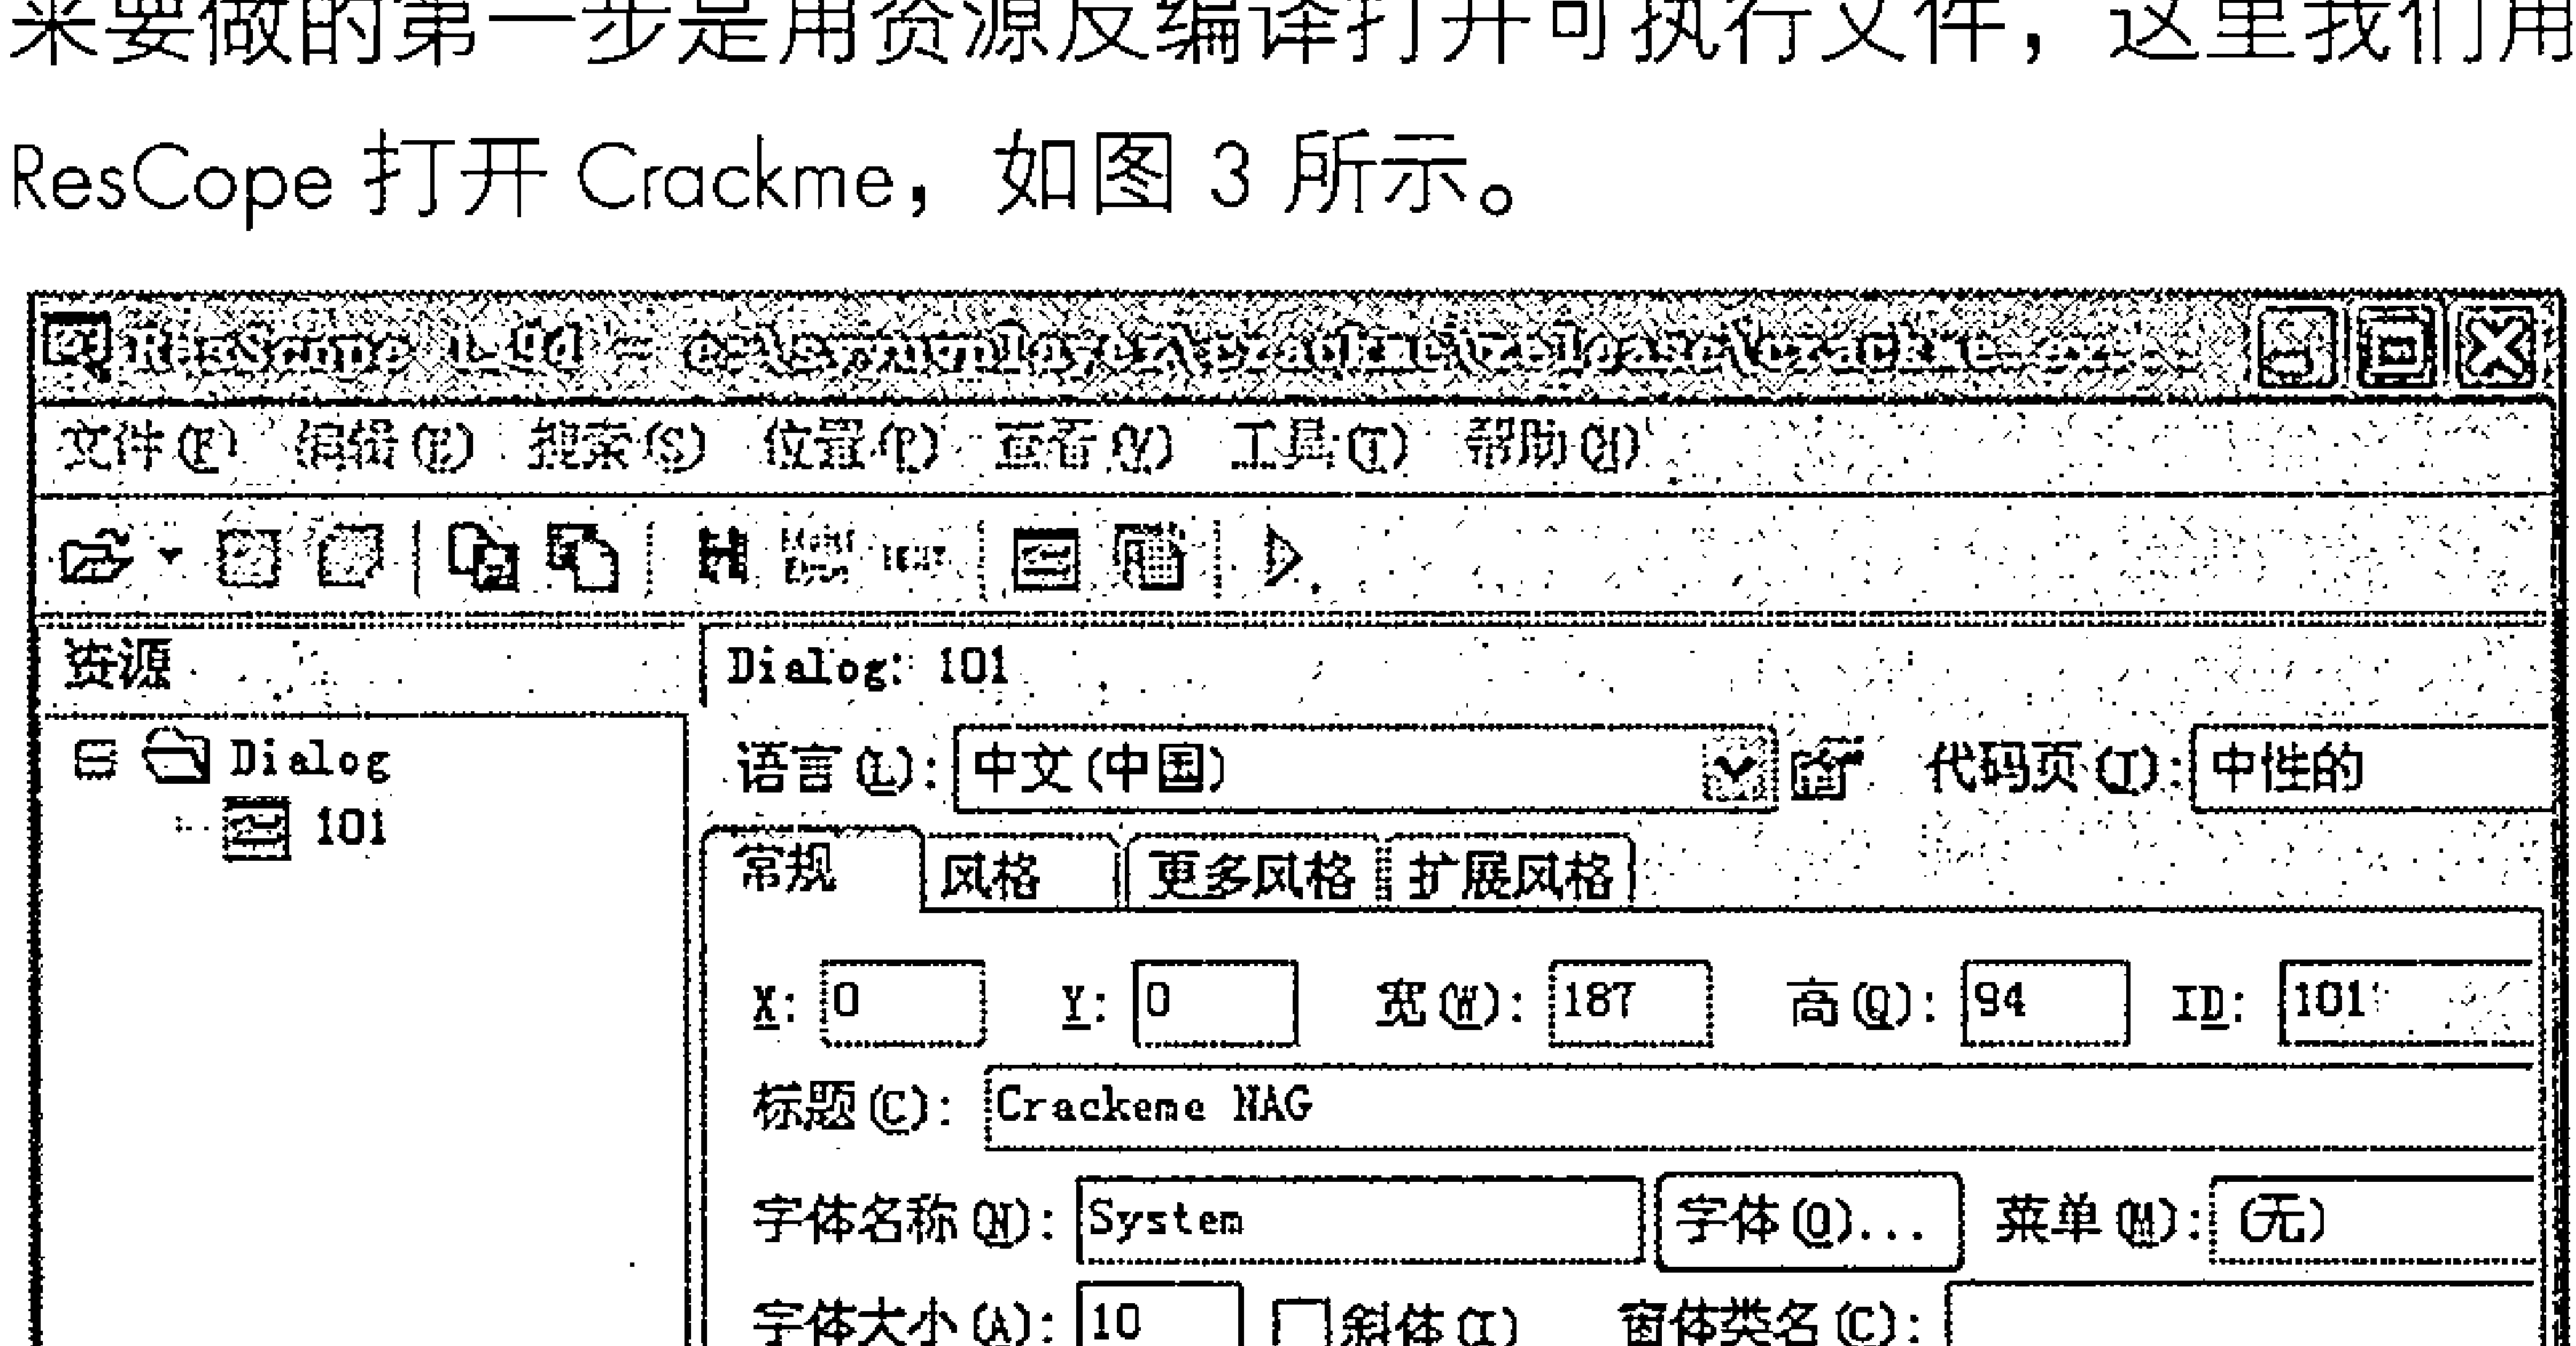 来要做的第一步是用资源反编译打开可执行文件，这里我们用
ResCope 打开 Crackme，如图 3 所示。
ResScope 1.94
文件(F) 编辑(E) 搜索(S) 位置(P) 查看(V) 工具(T) 帮助(H)
TEXT
资源
Dialog: 101
Dialog
101
语言(L): 中文(中国) 代码页(T): 中性的
常规 风格 更多风格 扩展风格
X: 0 Y: 0 宽(W): 187 高(Q): 94 ID: 101
标题(C): Crackeme NAG
字体名称(N): System 字体(O)... 菜单(M): (无)
字体大小(A): 10 斜体(I) 窗体类名(C):